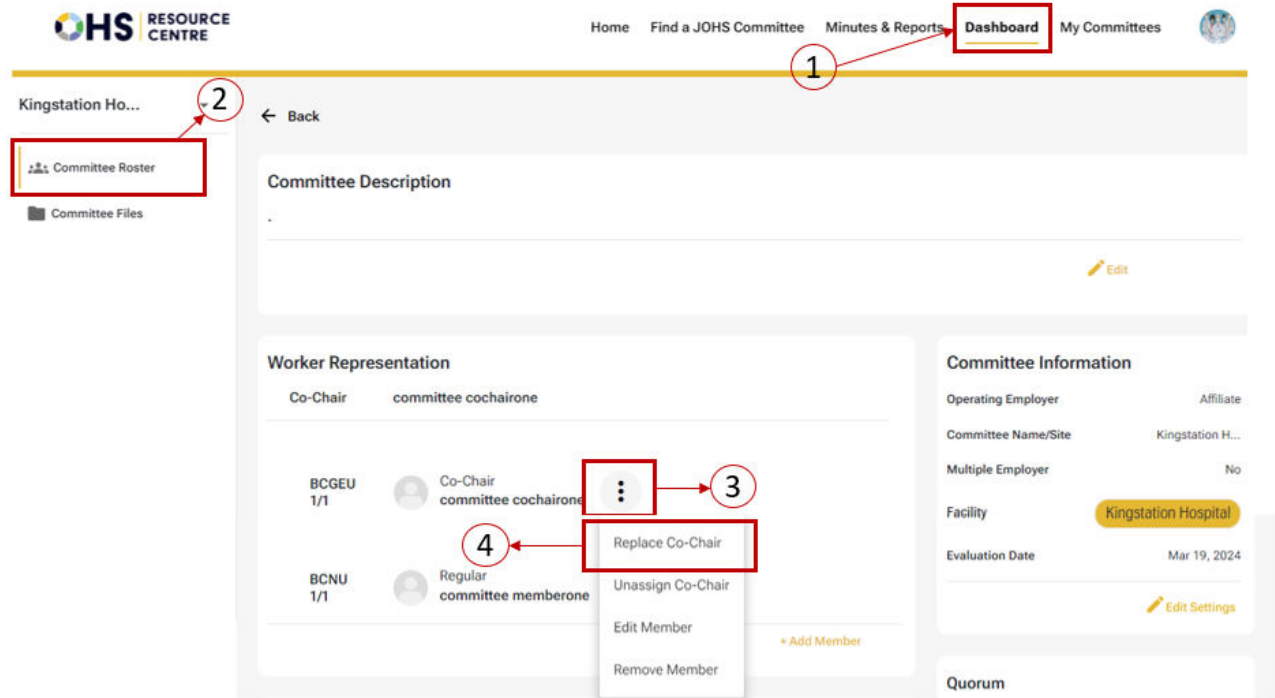 OHS RESOURCE CENTRE
Home Find a JOHS Committee Minutes & Reports Dashboard My Committees
1
Kingstation Ho...
2
Back
Committee Roster
Committee Files
Committee Description
.
Edit
Worker Representation
Co-Chair committee cochairone
BCGEU
1/1
Co-Chair
committee cochairone
3
4
Replace Co-Chair
Unassign Co-Chair
Edit Member
Remove Member
BCNU
1/1
Regular
committee memberone
+ Add Member
Committee Information
Operating Employer Affiliate
Committee Name/Site Kingstation H...
Multiple Employer No
Facility Kingstation Hospital
Evaluation Date Mar 19, 2024
Edit Settings
Quorum